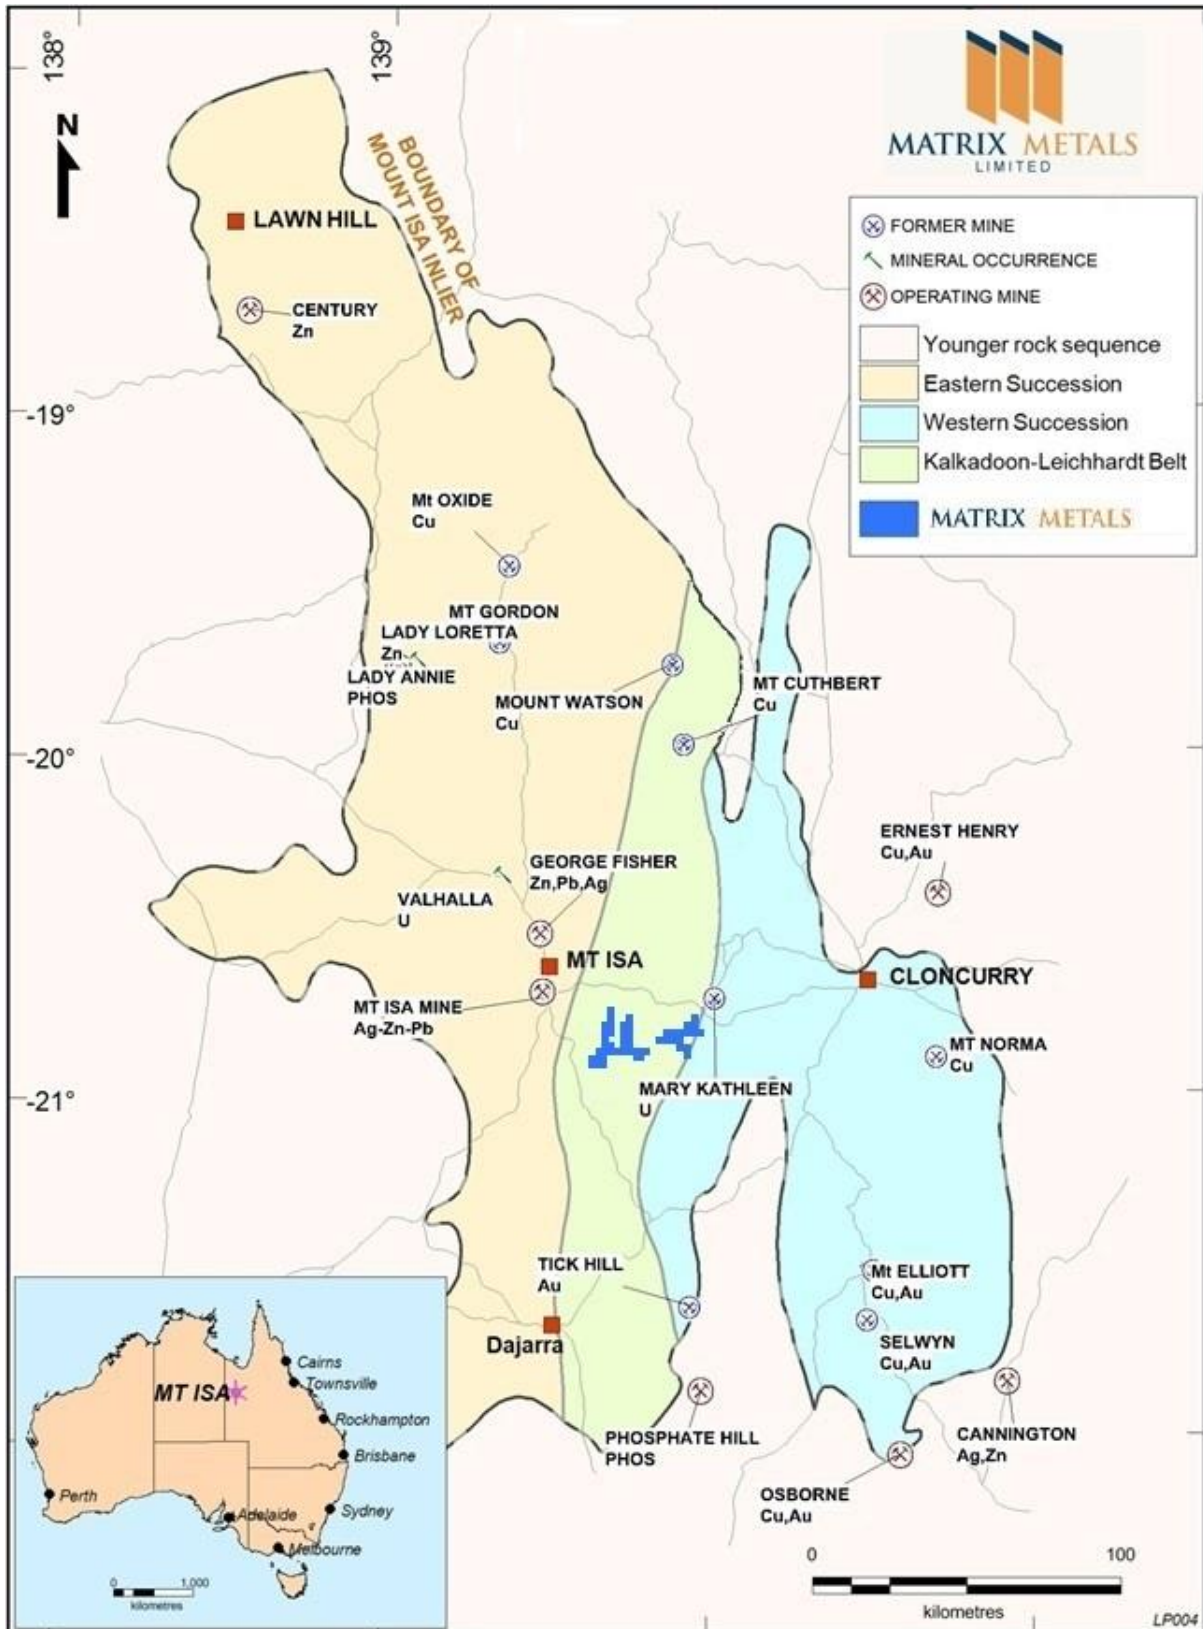 138°
139°
N
BOUNDARY OF
MOUNT ISA INLIER
MATRIX METALS
LIMITED
FORMER MINE
MINERAL OCCURRENCE
OPERATING MINE
Younger rock sequence
Eastern Succession
Western Succession
Kalkadoon-Leichhardt Belt
MATRIX METALS
LAWN HILL
CENTURY
Zn
-19°
Mt OXIDE
Cu
MT GORDON
LADY LORETTA
Zn
LADY ANNIE
PHOS
MOUNT WATSON
Cu
MT CUTHBERT
Cu
-20°
ERNEST HENRY
Cu,Au
GEORGE FISHER
Zn,Pb,Ag
VALHALLA
U
MT ISA
CLONCURRY
MT ISA MINE
Ag-Zn-Pb
MT NORMA
Cu
MARY KATHLEEN
U
-21°
TICK HILL
Au
Mt ELLIOTT
Cu,Au
Dajarra
SELWYN
Cu,Au
PHOSPHATE HILL
PHOS
CANNINGTON
Ag,Zn
OSBORNE
Cu,Au
Cairns
MT ISA
Townsville
Rockhampton
Brisbane
Perth
Sydney
Adelaide
Melbourne
0 1,000
kilometres
0 100
kilometres
LP004